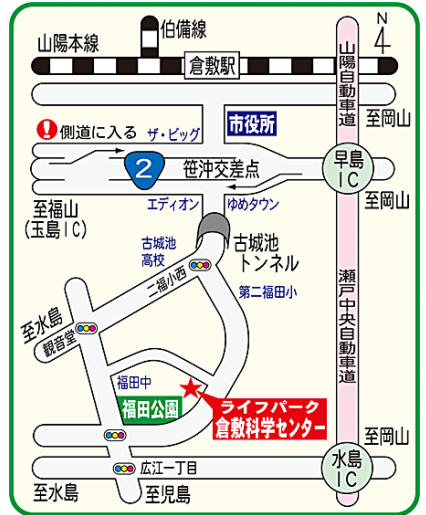 伯備線
山陽本線
倉敷駅
N
4
山陽自動車道
至岡山
側道に入る
ザ・ビッグ
市役所
2
笹沖交差点
早島
IC
至岡山
至福山
(玉島IC)
エディオン
ゆめタウン
古城池
高校
古城池
トンネル
二福小西
第二福田小
瀬戸中央自動車道
至水島
観音堂
福田中
福田公園
ライフパーク
倉敷科学センター
至岡山
広江一丁目
水島
IC
至水島
至児島